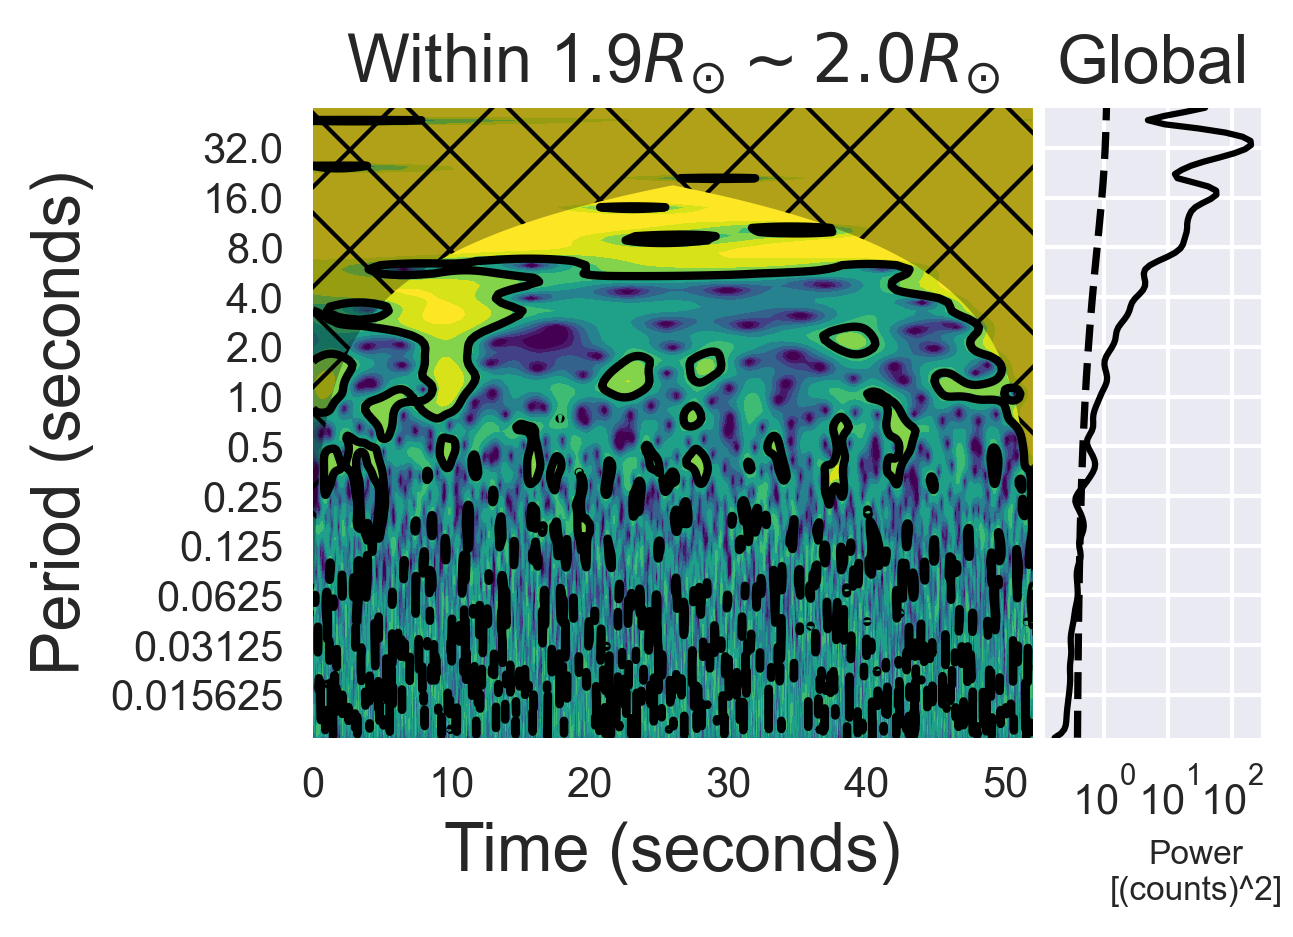 Within 1.9R⊙ ~ 2.0R⊙
Global
Period (seconds)
32.0
16.0
8.0
4.0
2.0
1.0
0.5
0.25
0.125
0.0625
0.03125
0.015625
0 10 20 30 40 50
Time (seconds)
10^0 10^1 10^2
Power
[(counts)^2]